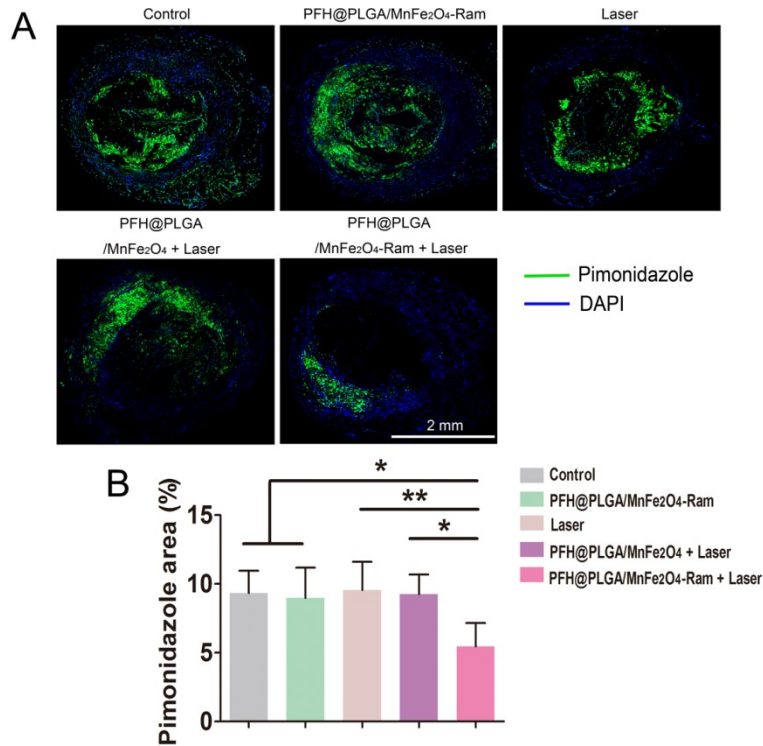 A
Control
PFH@PLGA/MnFe₂O₄-Ram
Laser
PFH@PLGA
/MnFe₂O₄ + Laser
PFH@PLGA
/MnFe₂O₄-Ram + Laser
Pimonidazole
DAPI
2 mm
B
Pimonidazole area (%)
15
10
5
0
*
**
*
Control
PFH@PLGA/MnFe₂O₄-Ram
Laser
PFH@PLGA/MnFe₂O₄ + Laser
PFH@PLGA/MnFe₂O₄-Ram + Laser